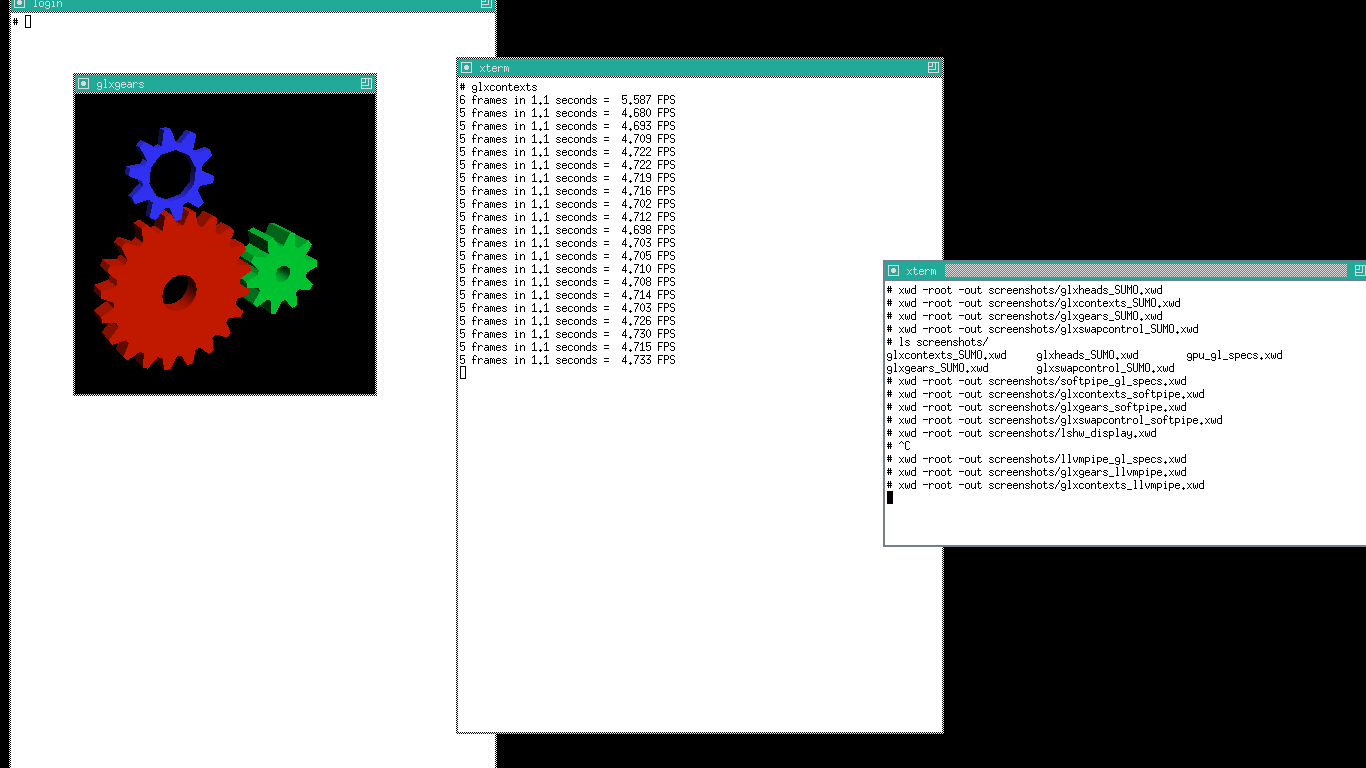 login
#
glxgears
xterm
# glxcontexts
6 frames in 1.1 seconds =  5.587 FPS
5 frames in 1.1 seconds =  4.680 FPS
5 frames in 1.1 seconds =  4.693 FPS
5 frames in 1.1 seconds =  4.709 FPS
5 frames in 1.1 seconds =  4.722 FPS
5 frames in 1.1 seconds =  4.722 FPS
5 frames in 1.1 seconds =  4.719 FPS
5 frames in 1.1 seconds =  4.716 FPS
5 frames in 1.1 seconds =  4.702 FPS
5 frames in 1.1 seconds =  4.712 FPS
5 frames in 1.1 seconds =  4.698 FPS
5 frames in 1.1 seconds =  4.703 FPS
5 frames in 1.1 seconds =  4.705 FPS
5 frames in 1.1 seconds =  4.710 FPS
5 frames in 1.1 seconds =  4.708 FPS
5 frames in 1.1 seconds =  4.714 FPS
5 frames in 1.1 seconds =  4.703 FPS
5 frames in 1.1 seconds =  4.726 FPS
5 frames in 1.1 seconds =  4.730 FPS
5 frames in 1.1 seconds =  4.715 FPS
5 frames in 1.1 seconds =  4.733 FPS
xterm
# xwd -root -out screenshots/glxheads_SUMO.xwd
# xwd -root -out screenshots/glxcontexts_SUMO.xwd
# xwd -root -out screenshots/glxgears_SUMO.xwd
# xwd -root -out screenshots/glxswapcontrol_SUMO.xwd
# ls screenshots/
glxcontexts_SUMO.xwd     glxheads_SUMO.xwd        gpu_gl_specs.xwd
glxgears_SUMO.xwd        glxswapcontrol_SUMO.xwd
# xwd -root -out screenshots/softpipe_gl_specs.xwd
# xwd -root -out screenshots/glxcontexts_softpipe.xwd
# xwd -root -out screenshots/glxgears_softpipe.xwd
# xwd -root -out screenshots/glxswapcontrol_softpipe.xwd
# xwd -root -out screenshots/lshw_display.xwd
# ^C
# xwd -root -out screenshots/llvmpipe_gl_specs.xwd
# xwd -root -out screenshots/glxgears_llvmpipe.xwd
# xwd -root -out screenshots/glxcontexts_llvmpipe.xwd